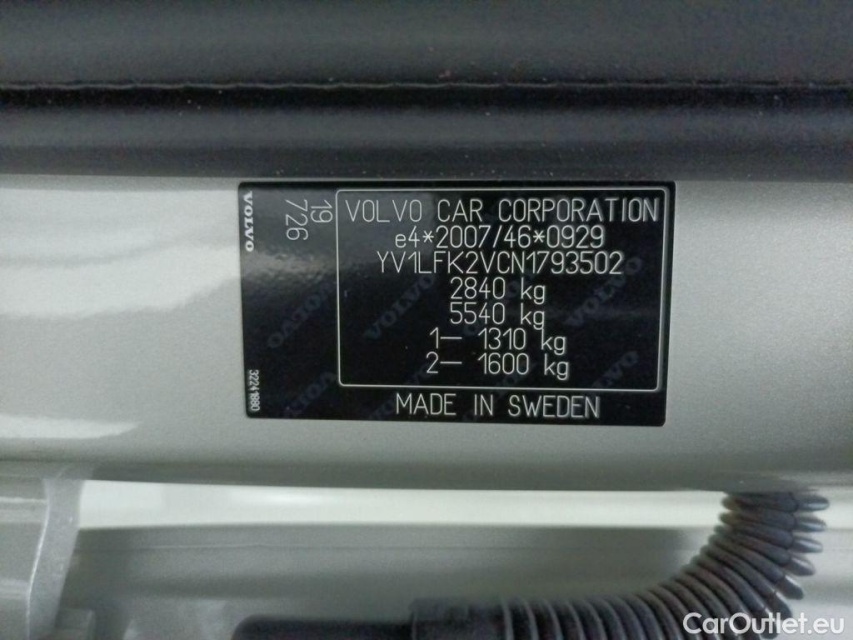 VOLVO
19
726
VOLVO CAR CORPORATION
e4*2007/46*0929
YV1LFK2VCN1793502
2840 kg
5540 kg
1— 1310 kg
2— 1600 kg
32241880
MADE IN SWEDEN
CarOutlet.eu